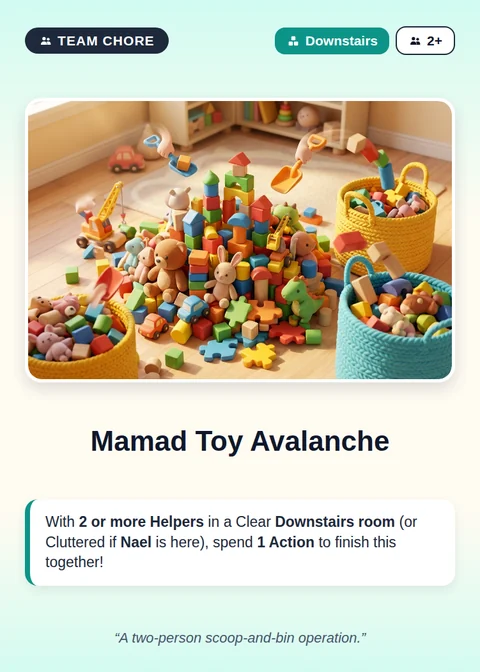 TEAM CHORE
Downstairs
2+
Mamad Toy Avalanche
With 2 or more Helpers in a Clear Downstairs room (or
Cluttered if Nael is here), spend 1 Action to finish this
together!
“A two-person scoop-and-bin operation.”